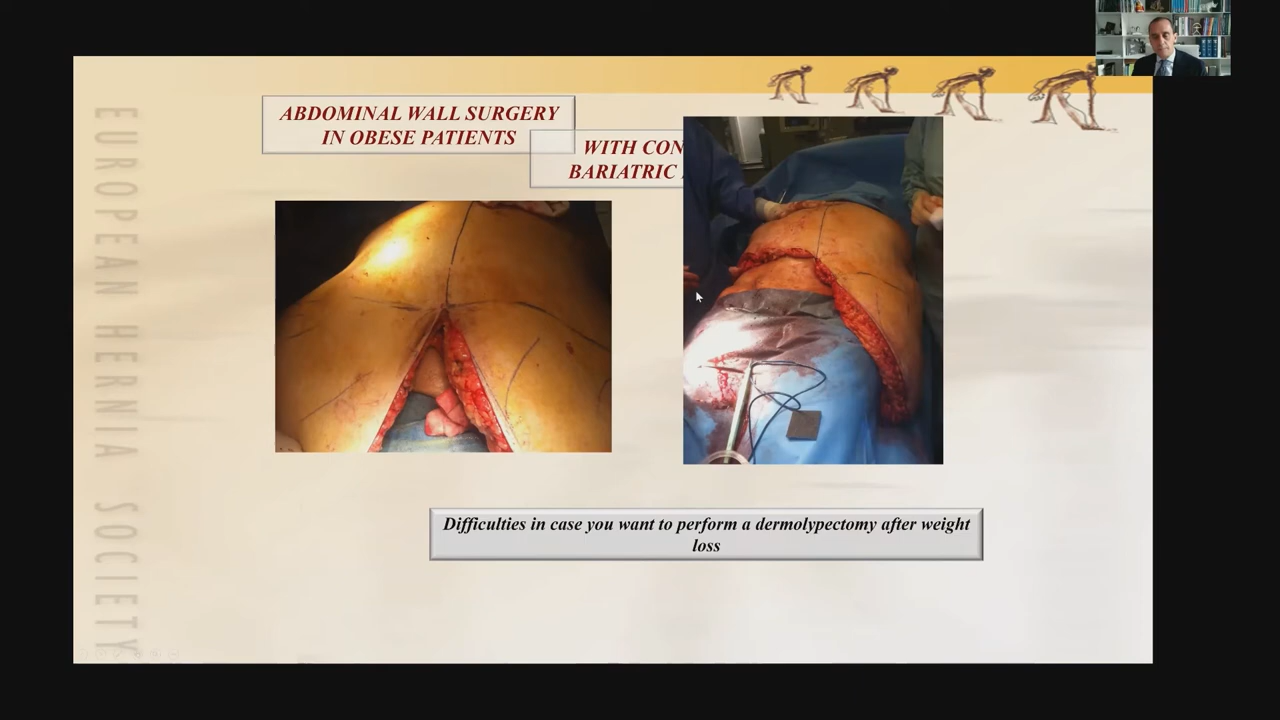 ABDOMINAL WALL SURGERY
IN OBESE PATIENTS
WITH CON
BARIATRIC
EUROPEAN HERNIA SOCIETY
Difficulties in case you want to perform a dermolypectomy after weight
loss